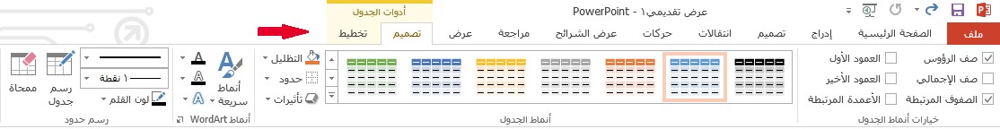 عرض تقديمي١ - PowerPoint
أدوات الجدول
ملف
الصفحة الرئيسية
إدراج
تصميم
انتقالات
حركات
عرض الشرائح
مراجعة
عرض
تصميم
تخطيط
صف الرؤوس
العمود الأول
صف الإجمالي
العمود الأخير
الصفوف المرتبطة
الأعمدة المرتبطة
خيارات أنماط الجدول
أنماط الجدول
التظليل
حدود
تأثيرات
أنماط
سريعة
أنماط WordArt
١ نقطة
لون القلم
رسم
جدول
ممحاة
رسم حدود